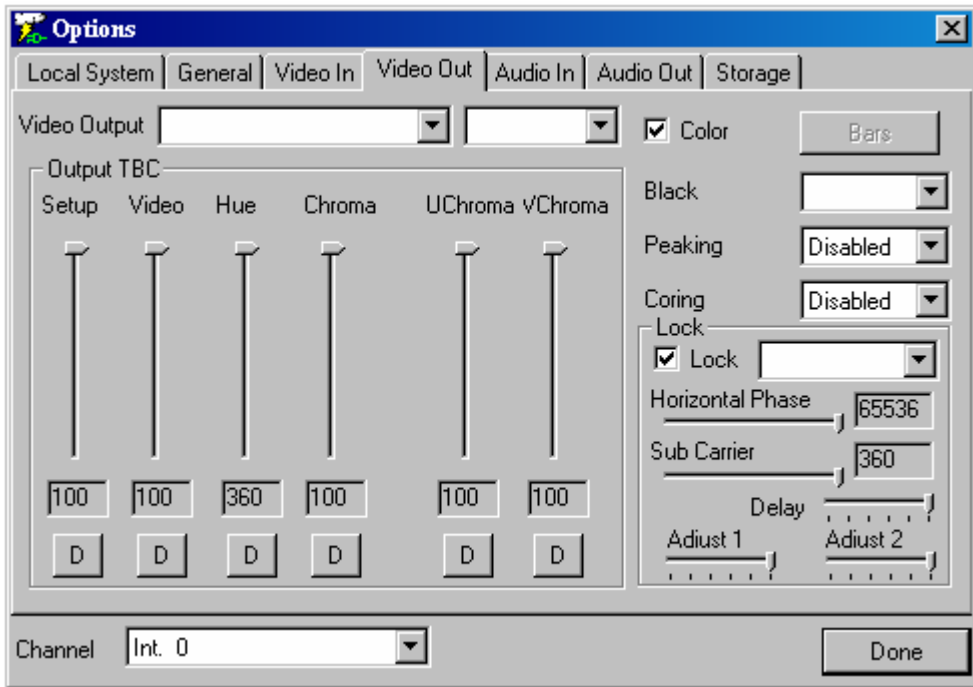 Options
Local System General Video In Video Out Audio In Audio Out Storage
Video Output
Color
Bars
Output TBC
Setup Video Hue Chroma UChroma VChroma
100 100 360 100 100 100
D D D D D D
Black
Peaking Disabled
Coring Disabled
Lock
Lock
Horizontal Phase 65536
Sub Carrier 360
Delay
Adiust 1 Adiust 2
Channel Int. 0
Done